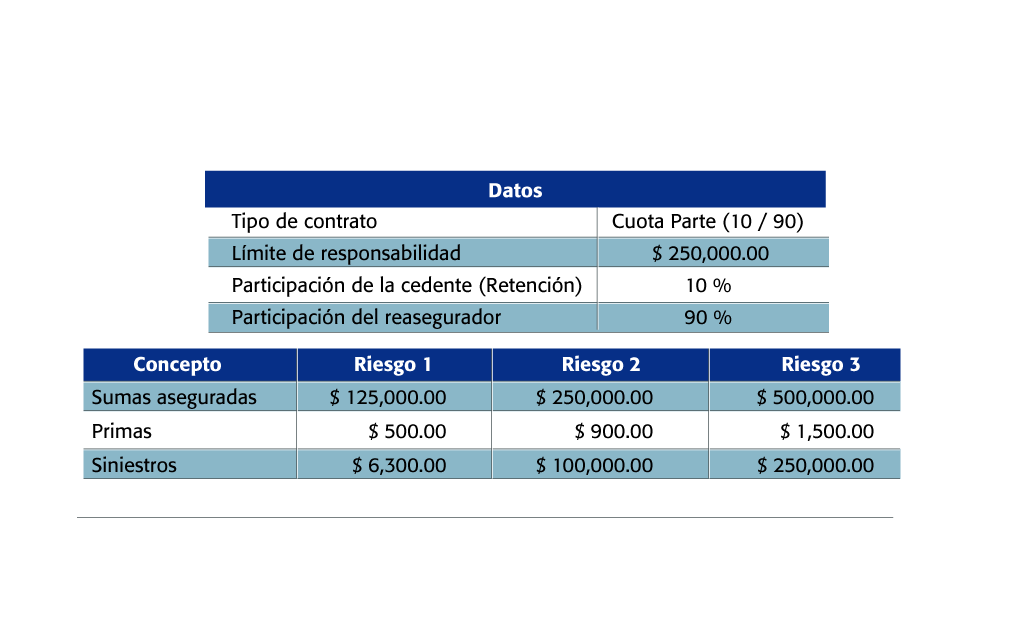 Datos
Tipo de contrato Cuota Parte (10 / 90)
Límite de responsabilidad $ 250,000.00
Participación de la cedente (Retención) 10 %
Participación del reasegurador 90 %
Concepto Riesgo 1 Riesgo 2 Riesgo 3
Sumas aseguradas $ 125,000.00 $ 250,000.00 $ 500,000.00
Primas $ 500.00 $ 900.00 $ 1,500.00
Siniestros $ 6,300.00 $ 100,000.00 $ 250,000.00